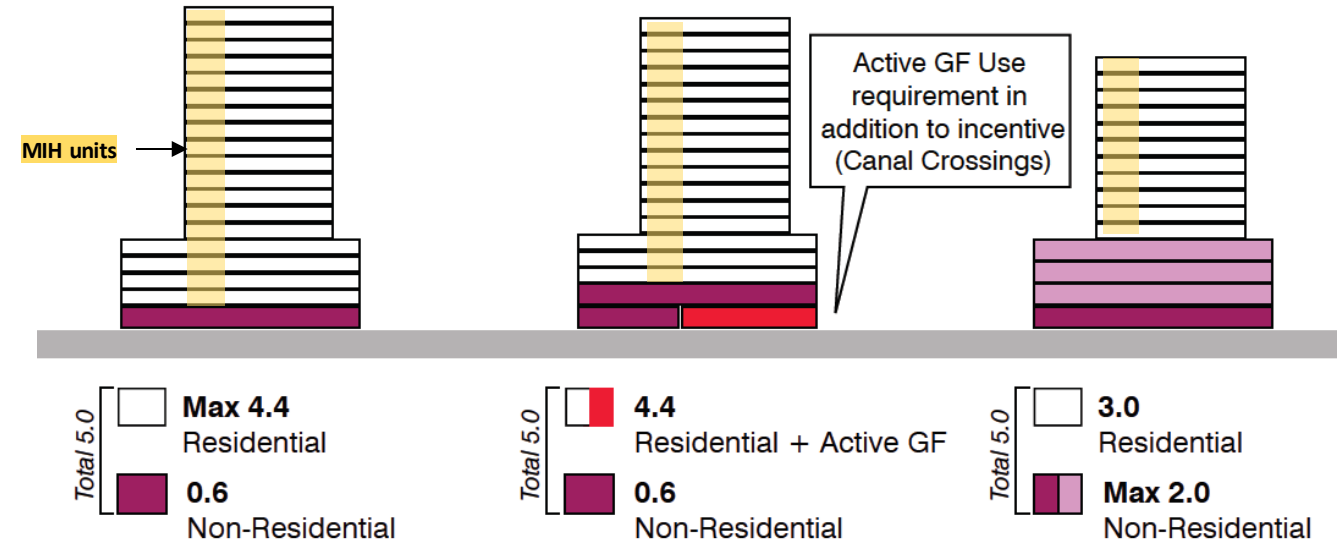 MIH units
Active GF Use
requirement in
addition to incentive
(Canal Crossings)
Total 5.0
Max 4.4
Residential
0.6
Non-Residential
Total 5.0
4.4
Residential + Active GF
0.6
Non-Residential
Total 5.0
3.0
Residential
Max 2.0
Non-Residential